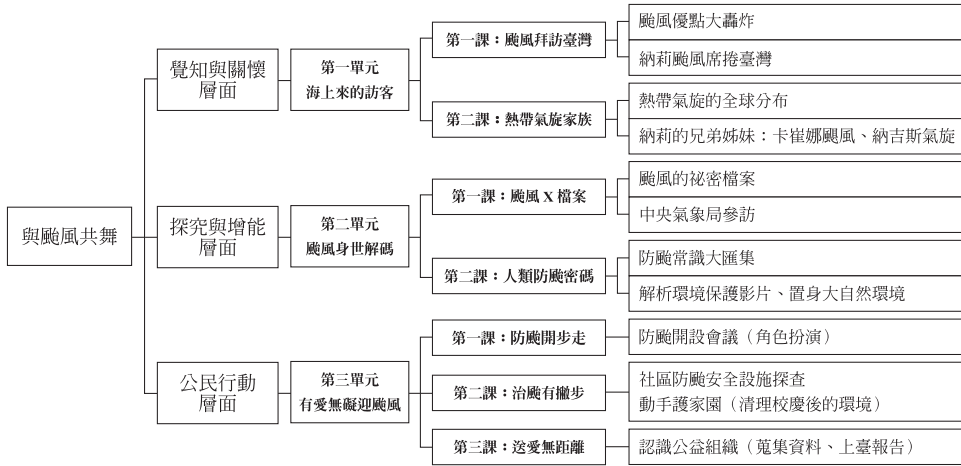 與颱風共舞
覺知與關懷
層面
第一單元
海上來的訪客
第一課：颱風拜訪臺灣
颱風優點大轟炸
納莉颱風席捲臺灣
第二課：熱帶氣旋家族
熱帶氣旋的全球分布
納莉的兄弟姊妹：卡崔娜颶風、納吉斯氣旋
探究與增能
層面
第二單元
颱風身世解碼
第一課：颱風 X 檔案
颱風的祕密檔案
中央氣象局參訪
第二課：人類防颱密碼
防颱常識大匯集
解析環境保護影片、置身大自然環境
公民行動
層面
第三單元
有愛無礙迎颱風
第一課：防颱開步走
防颱開設會議（角色扮演）
第二課：治颱有撇步
社區防颱安全設施探查
動手護家園（清理校慶後的環境）
第三課：送愛無距離
認識公益組織（蒐集資料、上臺報告）